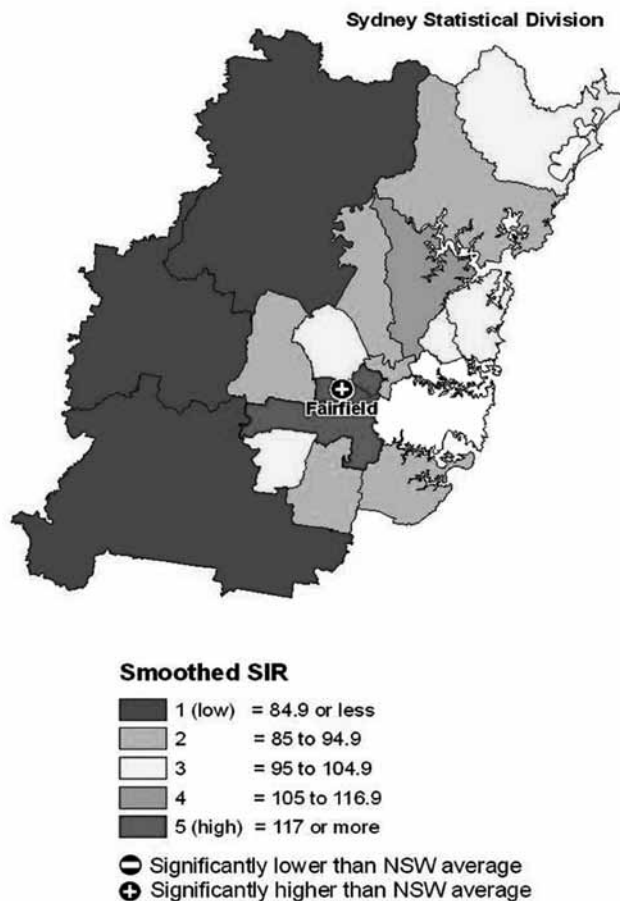 Sydney Statistical Division
Fairfield
Smoothed SIR
1 (low) = 84.9 or less
2 = 85 to 94.9
3 = 95 to 104.9
4 = 105 to 116.9
5 (high) = 117 or more
Significantly lower than NSW average
Significantly higher than NSW average